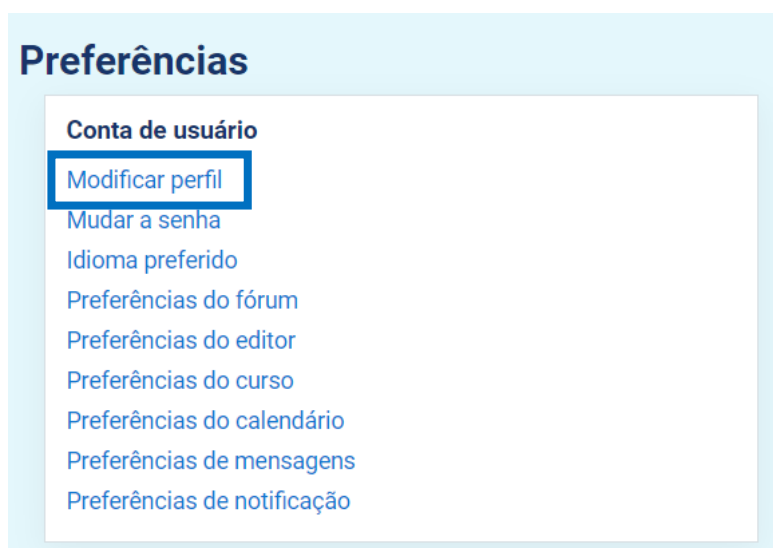 Preferências
Conta de usuário
Modificar perfil
Mudar a senha
Idioma preferido
Preferências do fórum
Preferências do editor
Preferências do curso
Preferências do calendário
Preferências de mensagens
Preferências de notificação